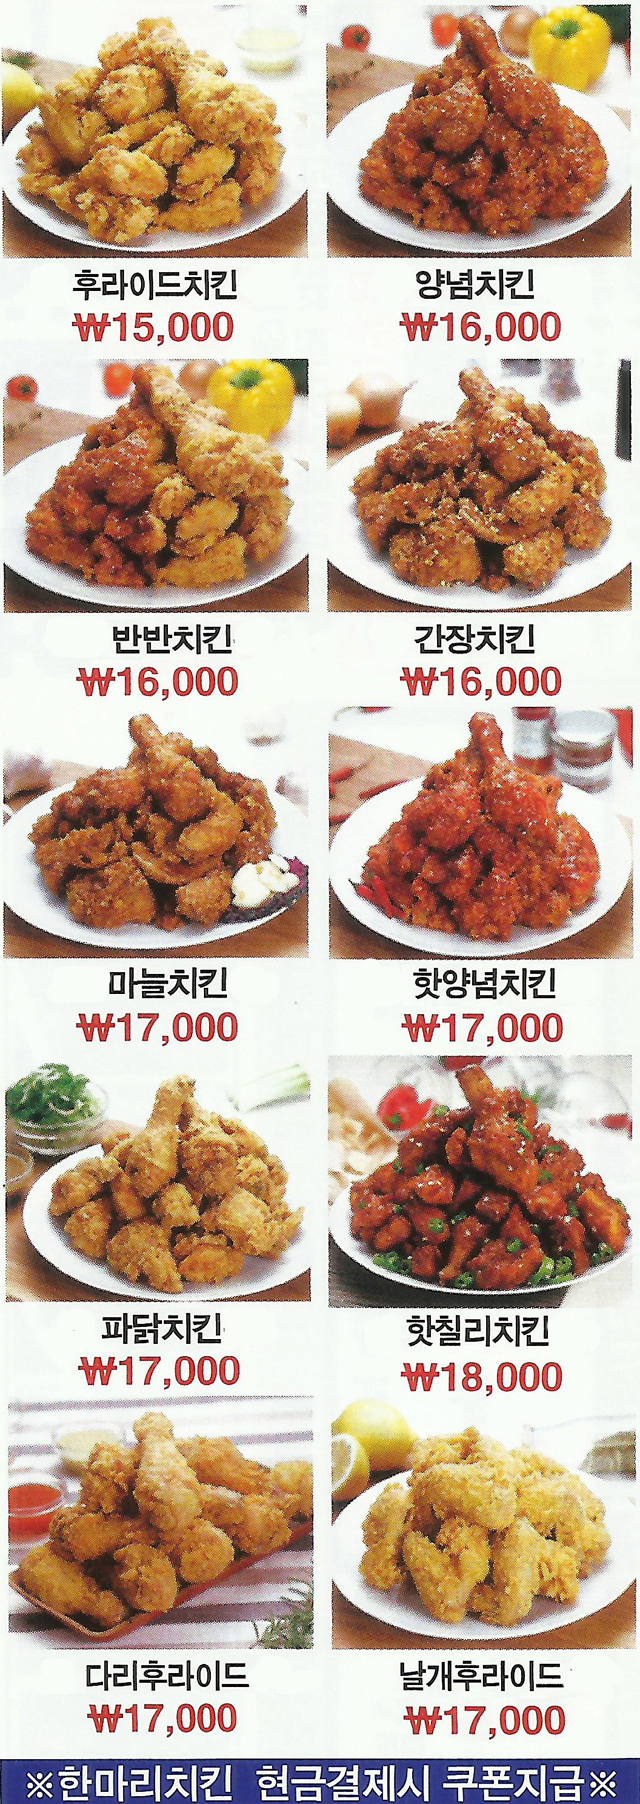 후라이드치킨 양념치킨
₩15,000 ₩16,000
반반치킨 간장치킨
₩16,000 ₩16,000
마늘치킨 핫양념치킨
₩17,000 ₩17,000
파닭치킨 핫칠리치킨
₩17,000 ₩18,000
다리후라이드 날개후라이드
₩17,000 ₩17,000
※한마리치킨 현금결제시 쿠폰지급※